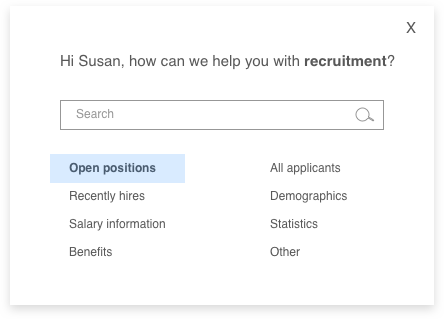 X
Hi Susan, how can we help you with recruitment?
Search
Open positions
Recently hires
Salary information
Benefits
All applicants
Demographics
Statistics
Other